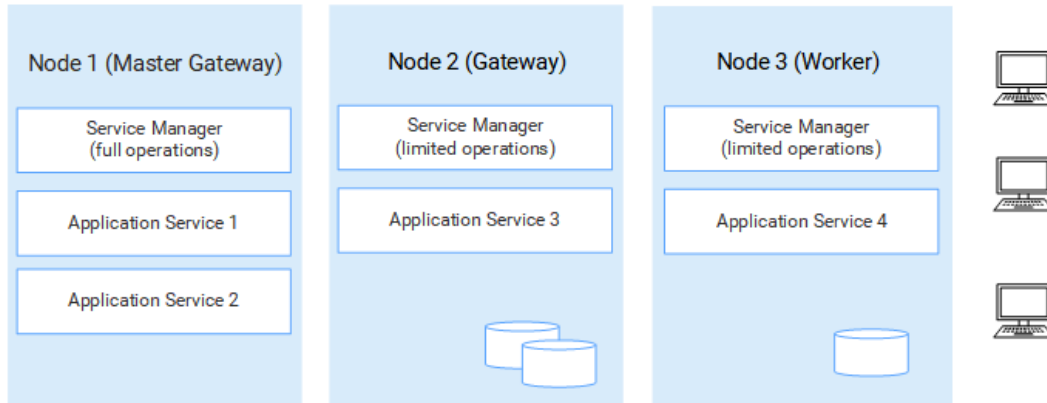 Node 1 (Master Gateway)
Service Manager
(full operations)
Application Service 1
Application Service 2
Node 2 (Gateway)
Service Manager
(limited operations)
Application Service 3
Node 3 (Worker)
Service Manager
(limited operations)
Application Service 4